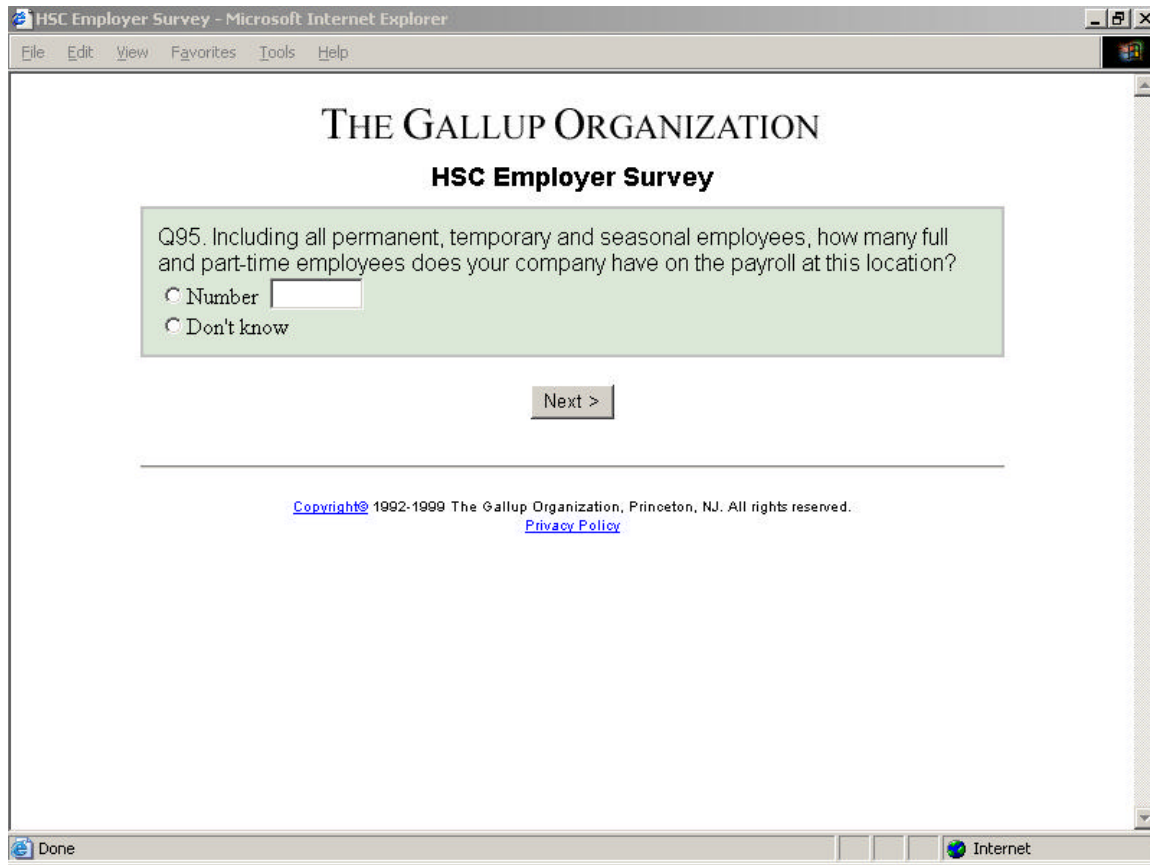 HSC Employer Survey - Microsoft Internet Explorer
File Edit View Favorites Tools Help
THE GALLUP ORGANIZATION
HSC Employer Survey
Q95. Including all permanent, temporary and seasonal employees, how many full
and part-time employees does your company have on the payroll at this location?
Number
Don't know
Next >
Copyright© 1992-1999 The Gallup Organization, Princeton, NJ. All rights reserved.
Privacy Policy
Done Internet